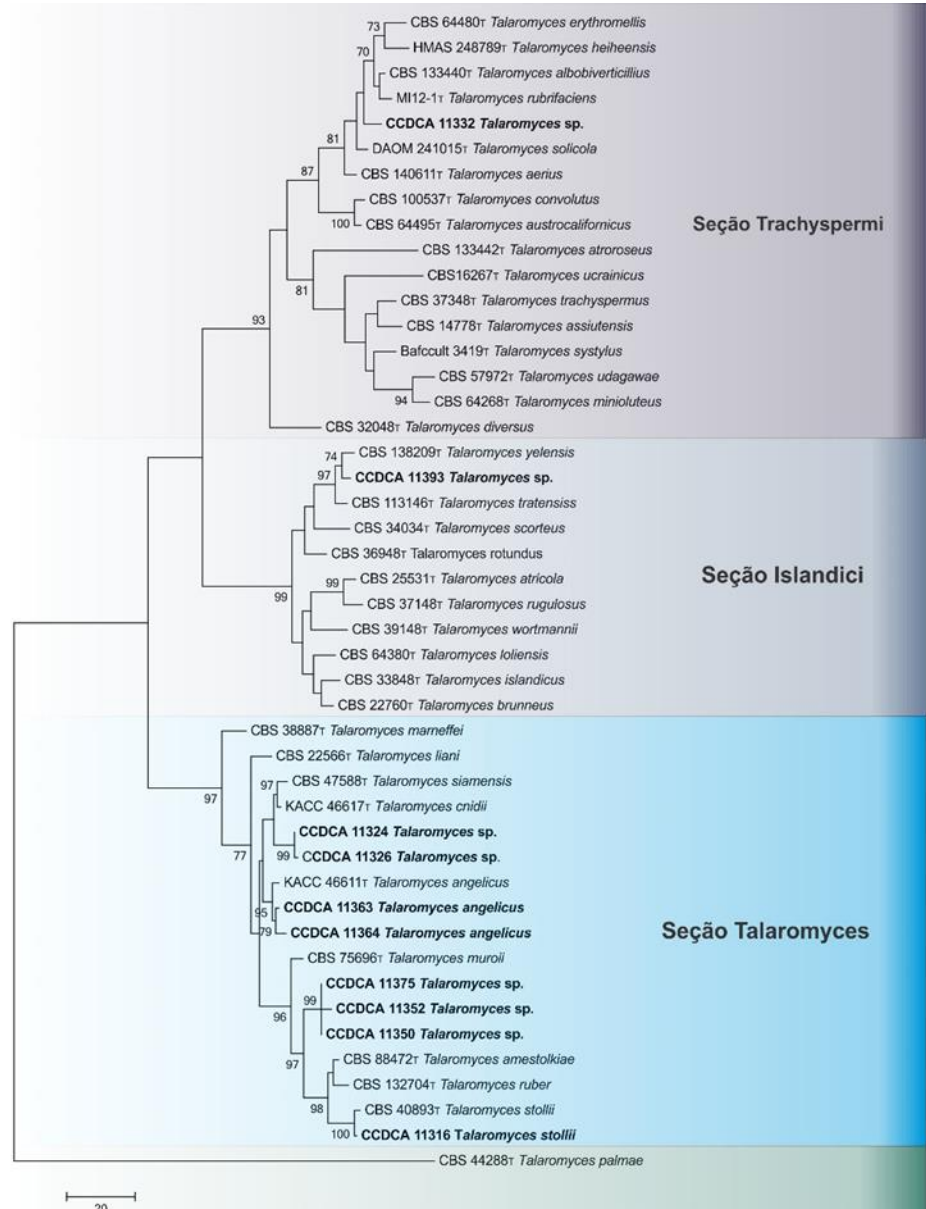 73
CBS 64480T Talaromyces erythromellis
HMAS 248789T Talaromyces heiheensis
70
CBS 133440T Talaromyces albobiverticillius
MI12-1T Talaromyces rubrifaciens
CCDCA 11332 Talaromyces sp.
81
DAOM 241015T Talaromyces solicola
87
CBS 140611T Talaromyces aerius
CBS 100537T Talaromyces convolutus
100
CBS 64495T Talaromyces austrocalifornicus
Seção Trachyspermi
CBS 133442T Talaromyces atroroseus
81
CBS16267T Talaromyces ucrainicus
CBS 37348T Talaromyces trachyspermus
93
CBS 14778T Talaromyces assiutensis
Bafccult 3419T Talaromyces systylus
CBS 57972T Talaromyces udagawae
94
CBS 64268T Talaromyces minioluteus
CBS 32048T Talaromyces diversus
CBS 138209T Talaromyces yelensis
74
97
CCDCA 11393 Talaromyces sp.
CBS 113146T Talaromyces tratensiss
CBS 34034T Talaromyces scorteus
CBS 36948T Talaromyces rotundus
99
CBS 25531T Talaromyces atricola
Seção Islandici
99
CBS 37148T Talaromyces rugulosus
CBS 39148T Talaromyces wortmannii
CBS 64380T Talaromyces loliensis
CBS 33848T Talaromyces islandicus
CBS 22760T Talaromyces brunneus
CBS 38887T Talaromyces marneffei
CBS 22566T Talaromyces liani
97
97
CBS 47588T Talaromyces siamensis
KACC 46617T Talaromyces cnidii
CCDCA 11324 Talaromyces sp.
77
99
CCDCA 11326 Talaromyces sp.
KACC 46611T Talaromyces angelicus
95
CCDCA 11363 Talaromyces angelicus
79
CCDCA 11364 Talaromyces angelicus
Seção Talaromyces
CBS 75696T Talaromyces muroii
CCDCA 11375 Talaromyces sp.
99
96
CCDCA 11352 Talaromyces sp.
CCDCA 11350 Talaromyces sp.
97
CBS 88472T Talaromyces amestolkiae
CBS 132704T Talaromyces ruber
98
CBS 40893T Talaromyces stollii
100
CCDCA 11316 Talaromyces stollii
CBS 44288T Talaromyces palmae
20